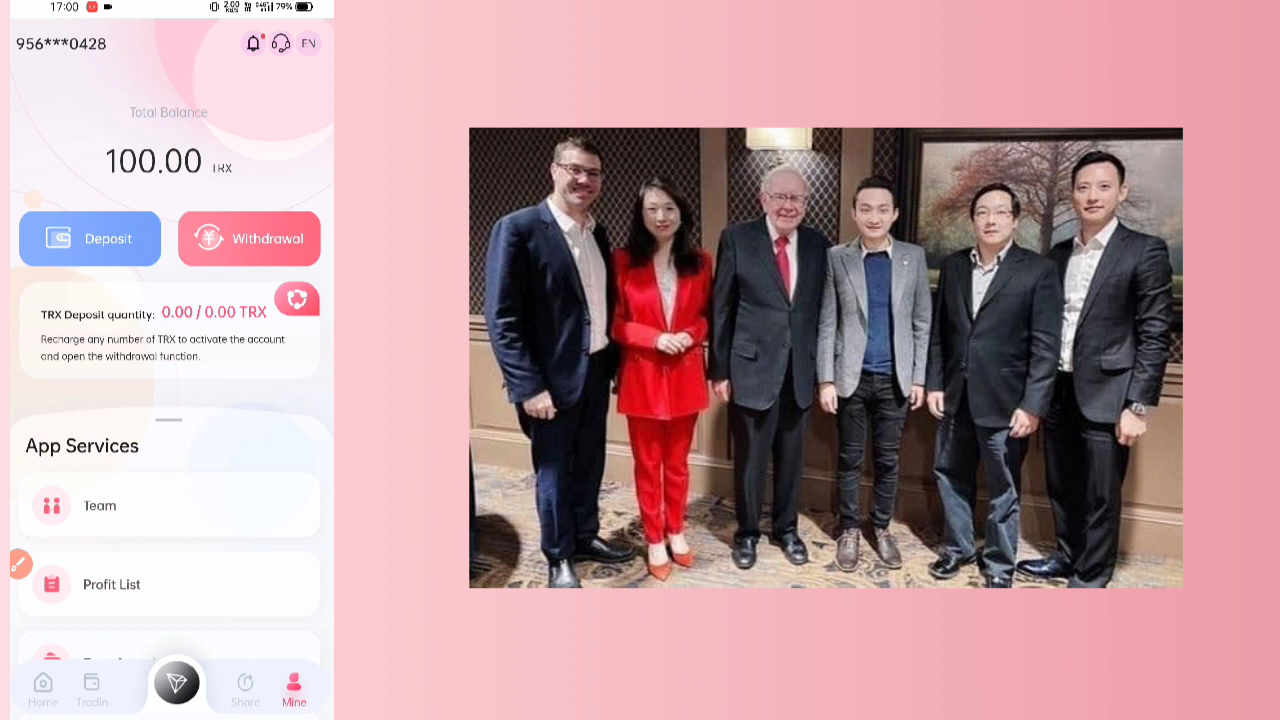 17:00
2.00
79%
956***0428
EN
Total Balance
100.00 TRX
Deposit
Withdrawal
TRX Deposit quantity: 0.00 / 0.00 TRX
Recharge any number of TRX to activate the account
and open the withdrawal function.
App Services
Team
Profit List
Home
Tradin
Share
Mine